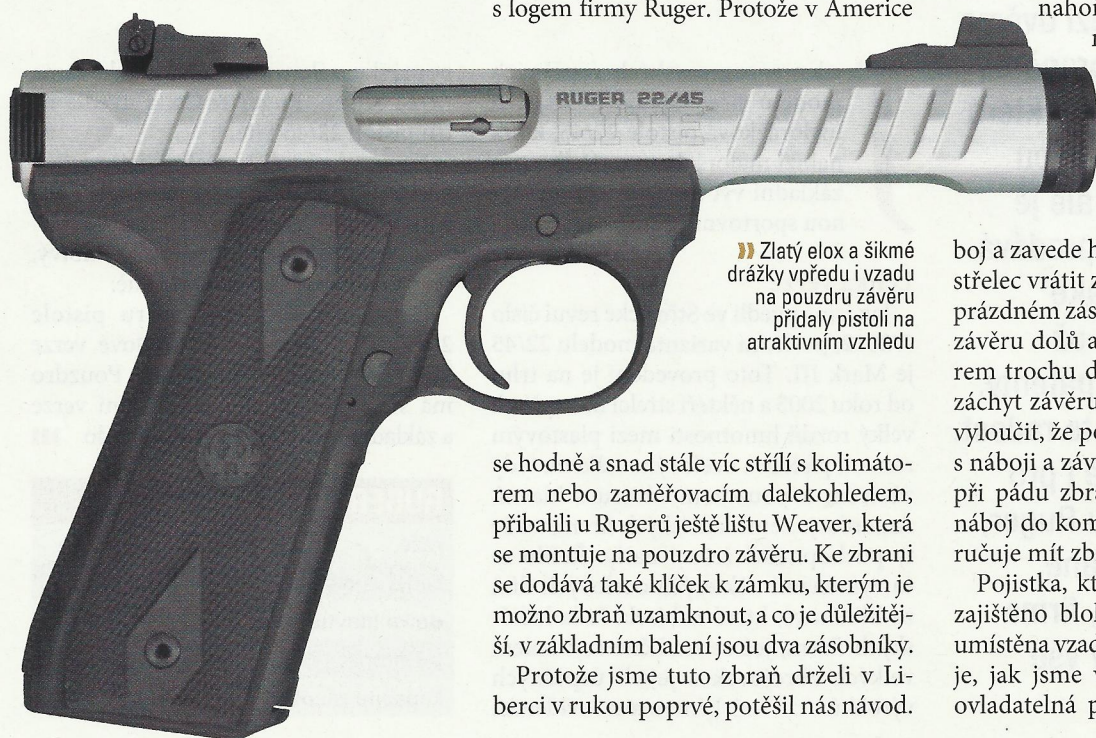 s logem firmy Ruger. Protože v Americe
RUGER 22/45
LITE
)) Zlatý elox a šikmé
drážky vpředu i vzadu
na pouzdru závěru
přidaly pistoli na
atraktivním vzhledu
se hodně a snad stále víc střílí s kolimáto-
rem nebo zaměřovacím dalekohledem,
přibalili u Rugerů ještě lištu Weaver, která
se montuje na pouzdro závěru. Ke zbrani
se dodává také klíček k zámku, kterým je
možno zbraň uzamknout, a co je důležitěj-
ší, v základním balení jsou dva zásobníky.
Protože jsme tuto zbraň drželi v Li-
berci v rukou poprvé, potěšil nás návod.
nahor
boj a zavede h
střelec vrátit z
prázdném zás
závěru dolů a
rem trochu d
záchyt závěru
vyloučit, že po
s náboji a záv
při pádu zbra
náboj do kom
ručuje mít zb
Pojistka, kt
zajištěno blok
umístěna vzad
je, jak jsme v
ovladatelná p